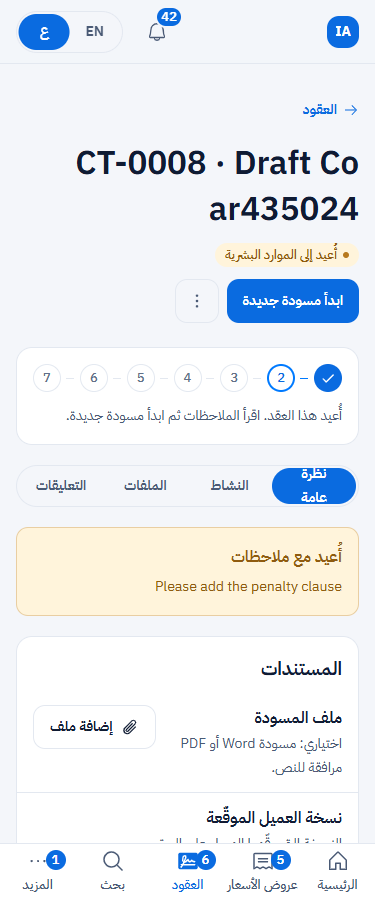 IA
42
EN
ع
العقود
CT-0008 · Draft Co
ar435024
أُعيد إلى الموارد البشرية
ابدأ مسودة جديدة
2 3 4 5 6 7
أُعيد هذا العقد. اقرأ الملاحظات ثم ابدأ مسودة جديدة.
نظرة
عامة
النشاط
الملفات
التعليقات
أُعيد مع ملاحظات
Please add the penalty clause
المستندات
ملف المسودة
اختياري: مسودة Word أو PDF
مرافقة للنص.
إضافة ملف
نسخة العميل الموقّعة
الرئيسية
5
عروض الأسعار
6
العقود
بحث
1
المزيد